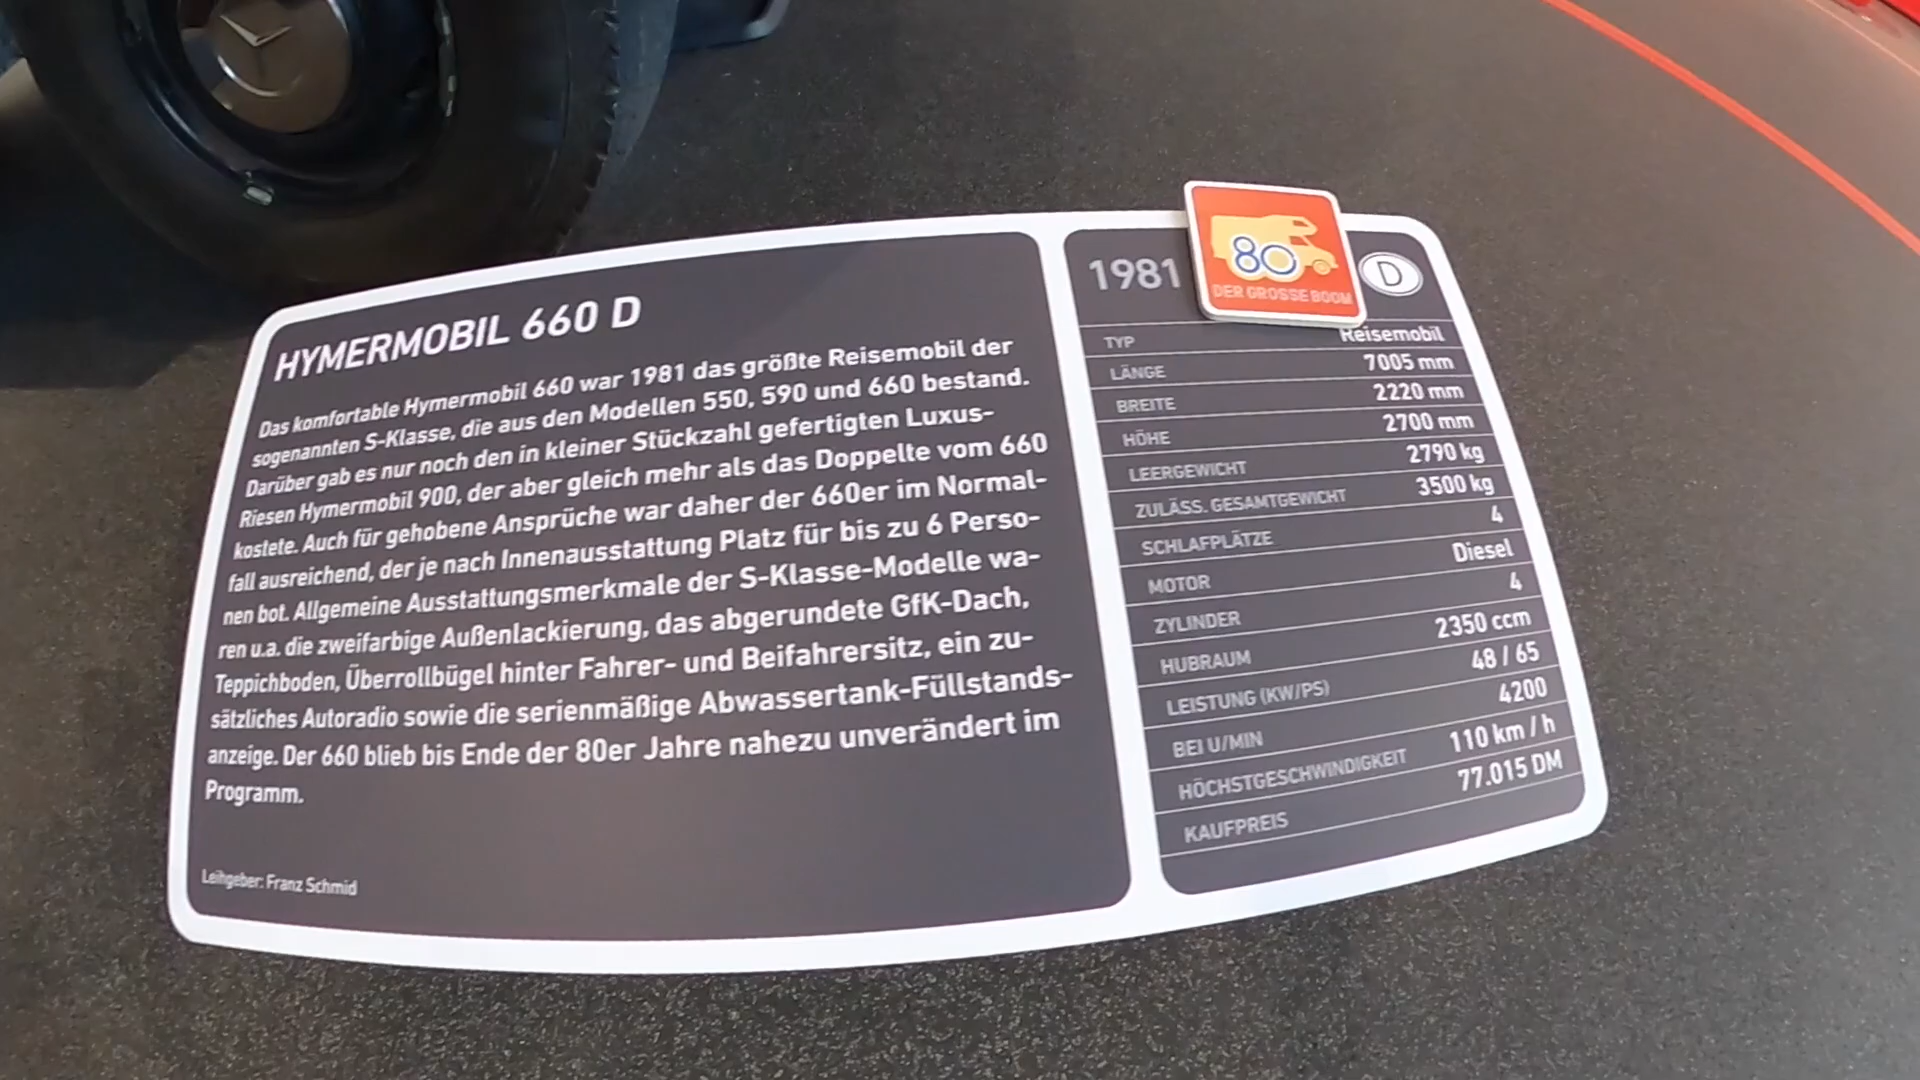 HYMERMOBIL 660 D
Das komfortable Hymermobil 660 war 1981 das größte Reisemobil der
sogenannten S-Klasse, die aus den Modellen 550, 590 und 660 bestand.
Darüber gab es nur noch den in kleiner Stückzahl gefertigten Luxus-
Riesen Hymermobil 900, der aber gleich mehr als das Doppelte vom 660
kostete. Auch für gehobene Ansprüche war daher der 660er im Normal-
fall ausreichend, der je nach Innenausstattung Platz für bis zu 6 Perso-
nen bot. Allgemeine Ausstattungsmerkmale der S-Klasse-Modelle wa-
ren u.a. die zweifarbige Außenlackierung, das abgerundete GfK-Dach,
Teppichboden, Überrollbügel hinter Fahrer- und Beifahrersitz, ein zu-
sätzliches Autoradio sowie die serienmäßige Abwassertank-Füllstands-
anzeige. Der 660 blieb bis Ende der 80er Jahre nahezu unverändert im
Programm.
Leihgeber: Franz Schmid
1981
80
DER GROSSE BOOM
D
TYP Reisemobil
LÄNGE 7005 mm
BREITE 2220 mm
HÖHE 2700 mm
LEERGEWICHT 2790 kg
ZULÄSS. GESAMTGEWICHT 3500 kg
SCHLAFPLÄTZE 4
MOTOR Diesel
ZYLINDER 4
HUBRAUM 2350 ccm
LEISTUNG (KW/PS) 48 / 65
BEI U/MIN 4200
HÖCHSTGESCHWINDIGKEIT 110 km / h
KAUFPREIS 77.015 DM